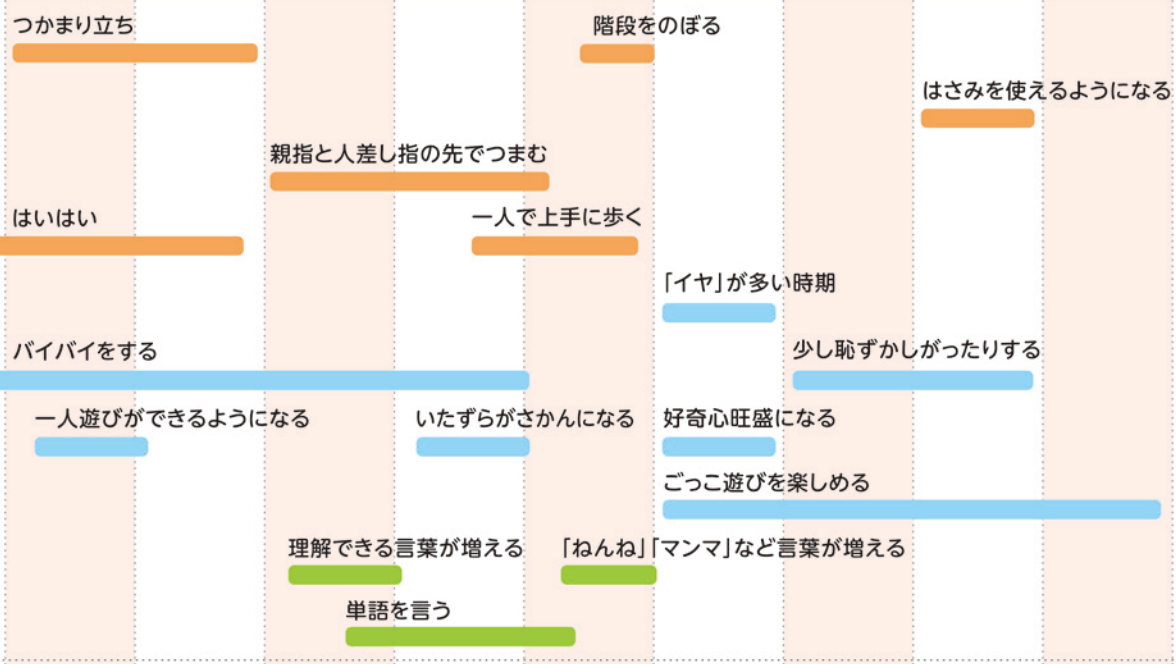 つかまり立ち
階段をのぼる
はさみを使えるようになる
親指と人差し指の先でつまむ
はいはい
一人で上手に歩く
「イヤ」が多い時期
バイバイをする
少し恥ずかしがったりする
一人遊びができるようになる
いたずらがさかんになる
好奇心旺盛になる
ごっこ遊びを楽しめる
理解できる言葉が増える
「ねんね」「マンマ」など言葉が増える
単語を言う